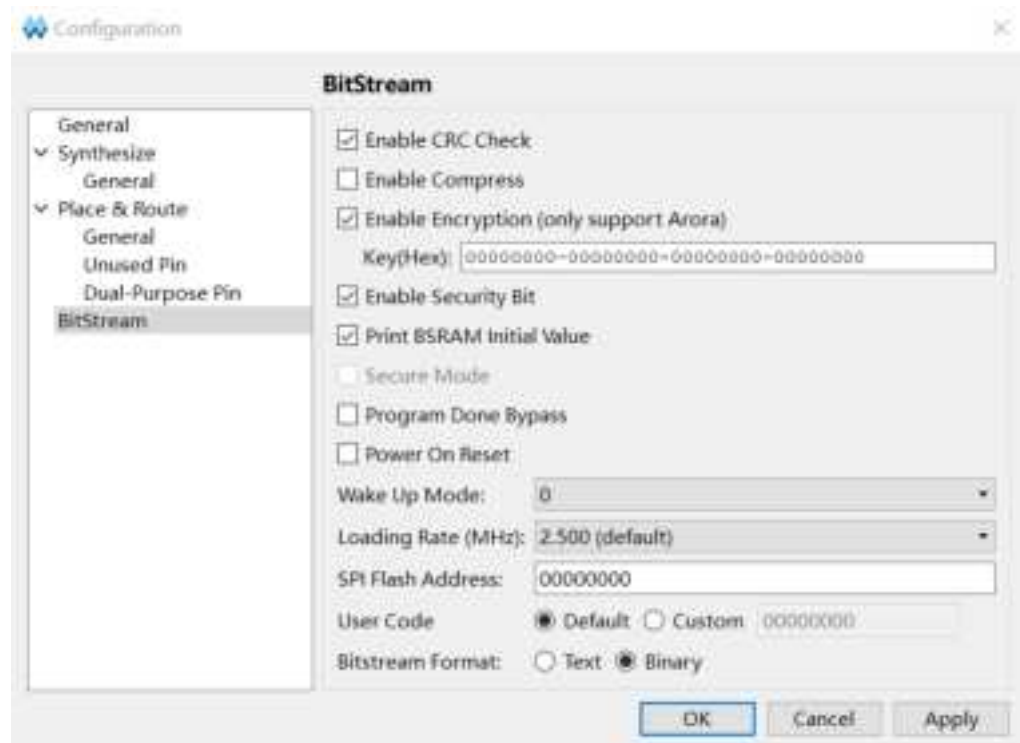 Configuration
BitStream
General
Synthesize
General
Place & Route
General
Unused Pin
Dual-Purpose Pin
BitStream
Enable CRC Check
Enable Compress
Enable Encryption (only support Arora)
Key(Hex): 00000000-00000000-00000000-00000000
Enable Security Bit
Print BSRAM Initial Value
Secure Mode
Program Done Bypass
Power On Reset
Wake Up Mode: 0
Loading Rate (MHz): 2.500 (default)
SPI Flash Address: 00000000
User Code Default Custom 00000000
Bitstream Format: Text Binary
OK Cancel Apply